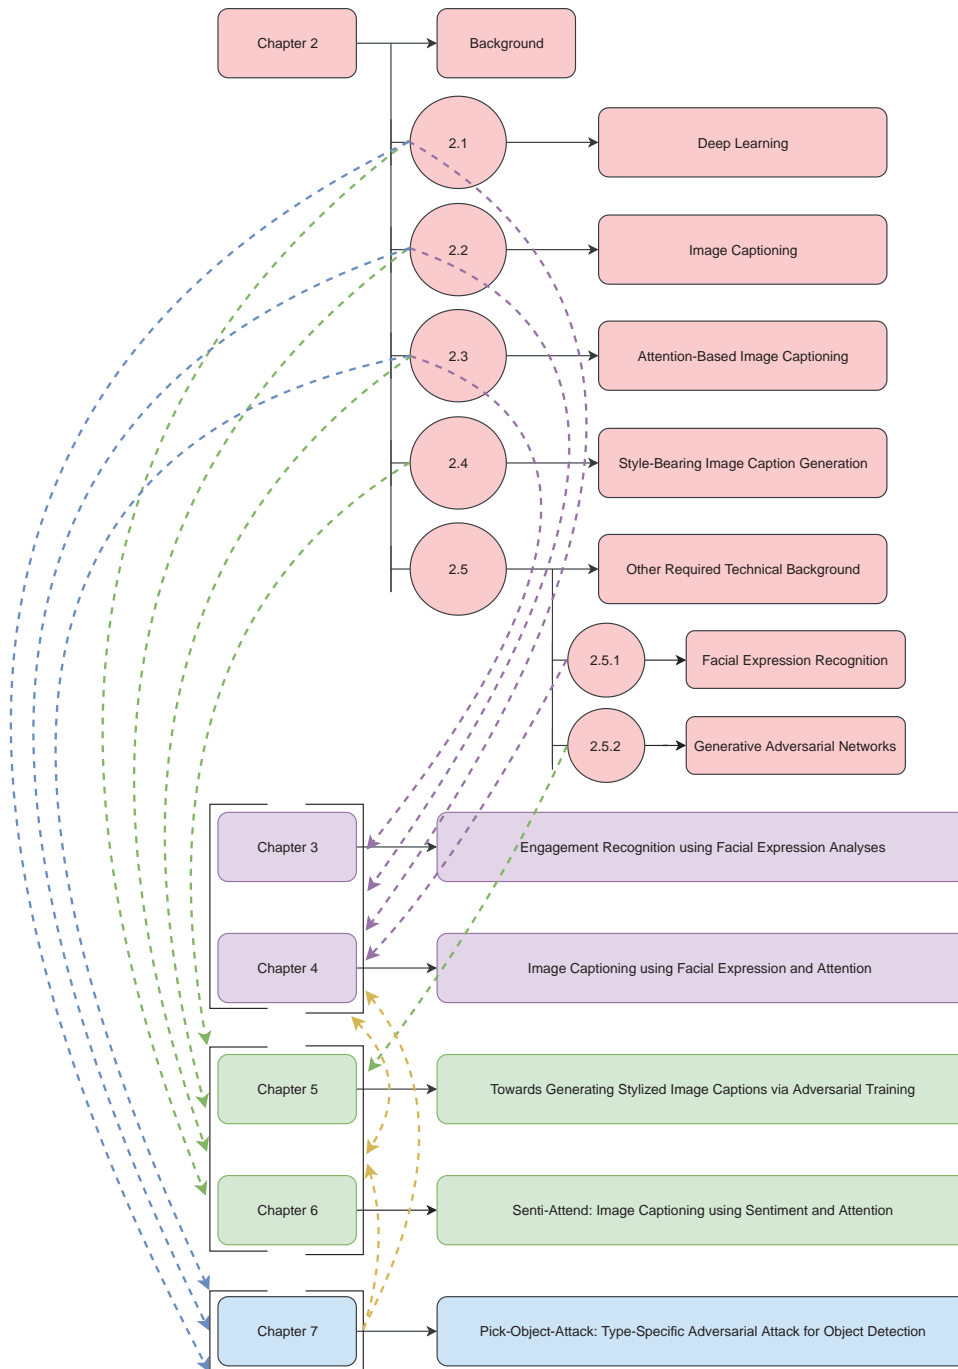 Chapter 2
Background
2.1
Deep Learning
2.2
Image Captioning
2.3
Attention-Based Image Captioning
2.4
Style-Bearing Image Caption Generation
2.5
Other Required Technical Background
2.5.1
Facial Expression Recognition
2.5.2
Generative Adversarial Networks
Chapter 3
Engagement Recognition using Facial Expression Analyses
Chapter 4
Image Captioning using Facial Expression and Attention
Chapter 5
Towards Generating Stylized Image Captions via Adversarial Training
Chapter 6
Senti-Attend: Image Captioning using Sentiment and Attention
Chapter 7
Pick-Object-Attack: Type-Specific Adversarial Attack for Object Detection